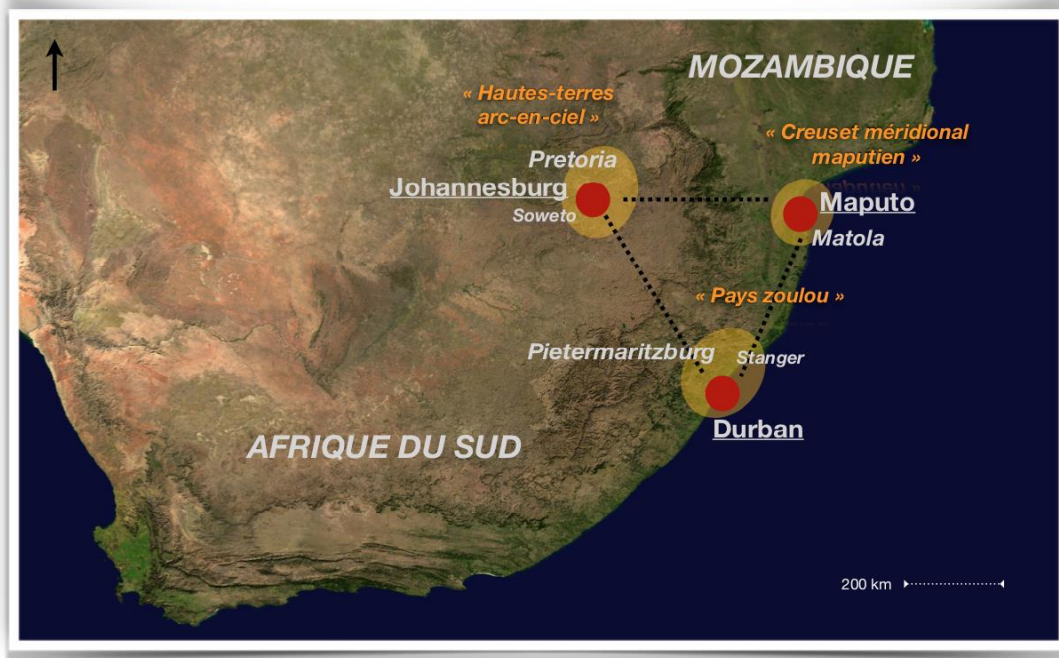 MOZAMBIQUE
« Hautes-terres
arc-en-ciel »
« Creuset méridional
maputien »
Pretoria
Johannesburg
Soweto
Maputo
Matola
« Pays zoulou »
Pietermaritzburg
Stanger
Durban
AFRIQUE DU SUD
200 km